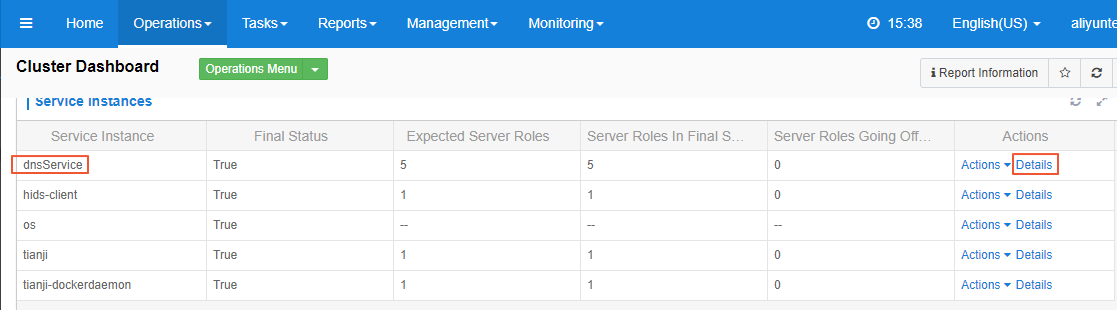 Home Operations Tasks Reports Management Monitoring 15:38 English(US) aliyunte
Cluster Dashboard Operations Menu Report Information
Service Instances
Service Instance Final Status Expected Server Roles Server Roles In Final S... Server Roles Going Off... Actions
dnsService True 5 5 0 Actions Details
hids-client True 1 1 0 Actions Details
os True -- -- -- Actions Details
tianji True 1 1 0 Actions Details
tianji-dockerdaemon True 1 1 0 Actions Details